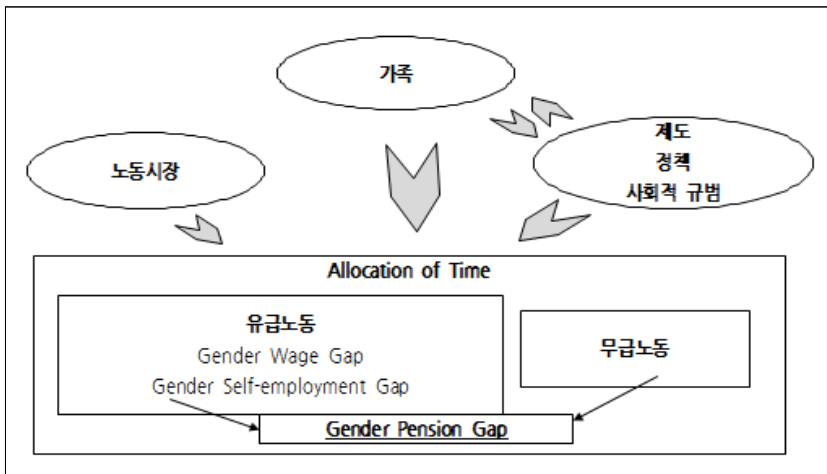 가족
제도
정책
사회적 규범
노동시장
Allocation of Time
유급노동
Gender Wage Gap
Gender Self-employment Gap
무급노동
Gender Pension Gap